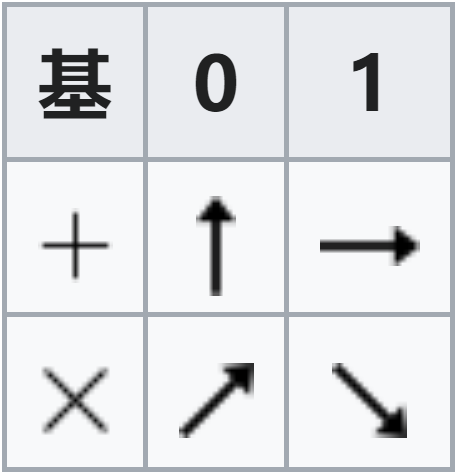 基 0 1
+ ↑ →
× ↗ ↘